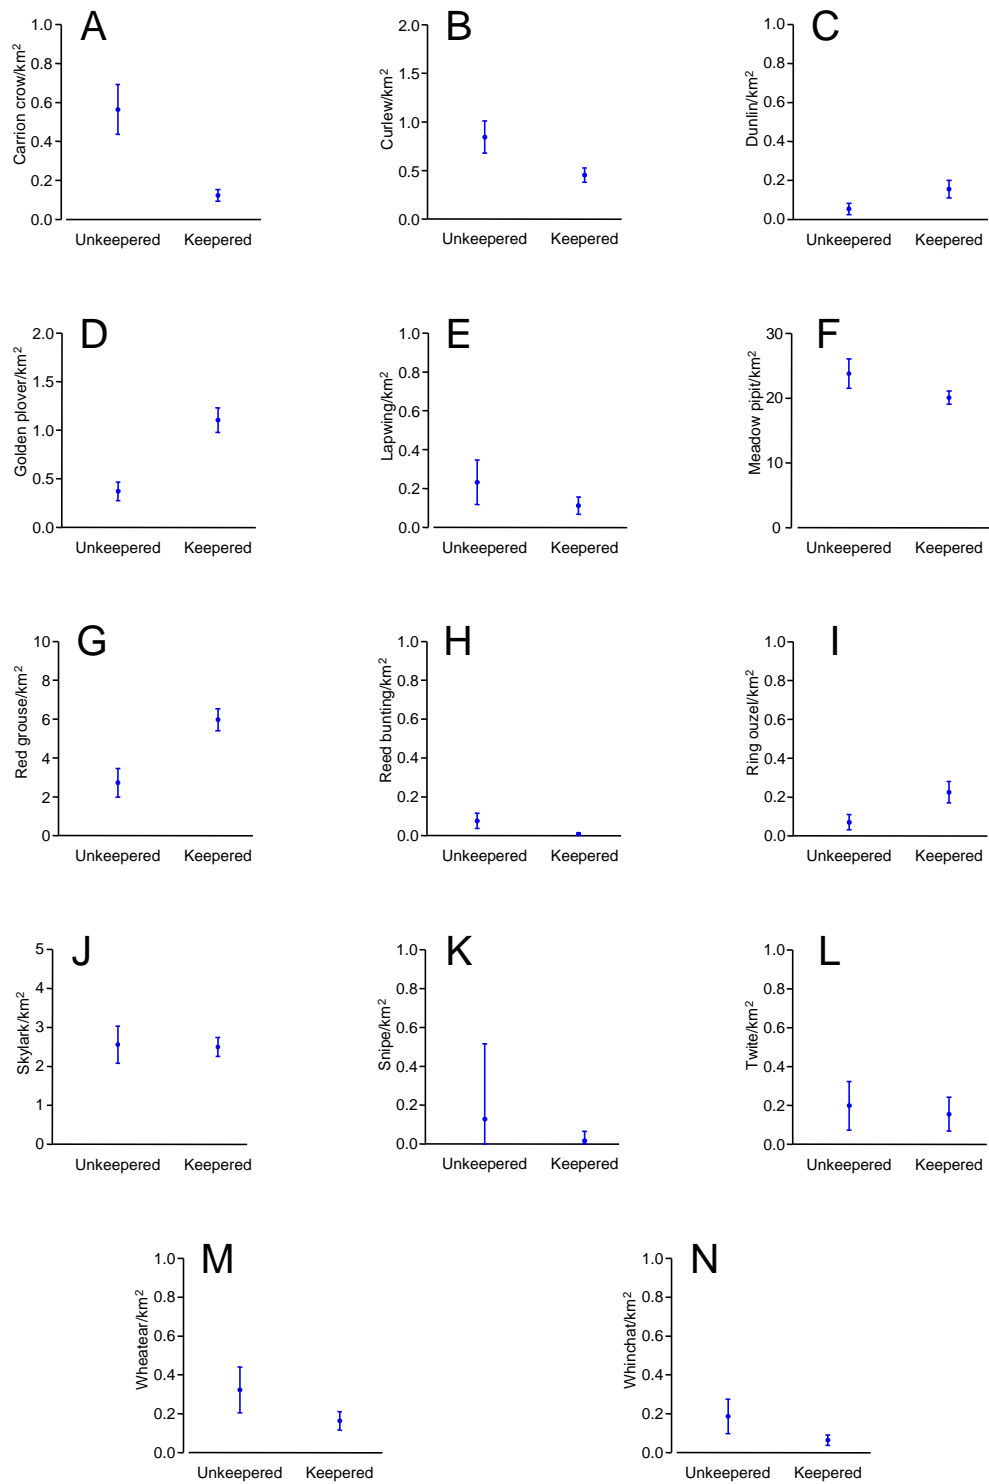 A
Carrion crow/km²
1.0
0.8
0.6
0.4
0.2
0.0
Unkeepered Keepered
B
Curlew/km²
2.0
1.5
1.0
0.5
0.0
Unkeepered Keepered
C
Dunlin/km²
1.0
0.8
0.6
0.4
0.2
0.0
Unkeepered Keepered
D
Golden plover/km²
2.0
1.5
1.0
0.5
0.0
Unkeepered Keepered
E
Lapwing/km²
1.0
0.8
0.6
0.4
0.2
0.0
Unkeepered Keepered
F
Meadow pipit/km²
30
20
10
0
Unkeepered Keepered
G
Red grouse/km²
10
8
6
4
2
0
Unkeepered Keepered
H
Reed bunting/km²
1.0
0.8
0.6
0.4
0.2
0.0
Unkeepered Keepered
I
Ring ouzel/km²
1.0
0.8
0.6
0.4
0.2
0.0
Unkeepered Keepered
J
Skylark/km²
5
4
3
2
1
0
Unkeepered Keepered
K
Snipe/km²
1.0
0.8
0.6
0.4
0.2
0.0
Unkeepered Keepered
L
Twite/km²
1.0
0.8
0.6
0.4
0.2
0.0
Unkeepered Keepered
M
Wheatear/km²
1.0
0.8
0.6
0.4
0.2
0.0
Unkeepered Keepered
N
Whinchat/km²
1.0
0.8
0.6
0.4
0.2
0.0
Unkeepered Keepered